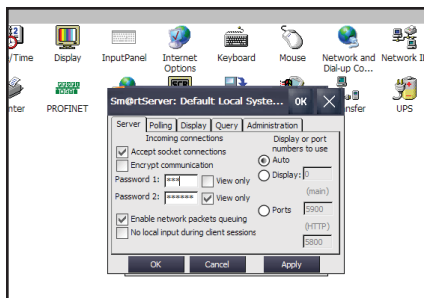 /Time
Display
InputPanel
Internet
Options
Keyboard
Mouse
Network and
Dial-up Co...
Network I
nter
PROFINET
nsfer
UPS
Sm@rtServer: Default Local Syste...
OK
Server
Polling
Display
Query
Administration
Incoming connections
Display or port
numbers to use
Accept socket connections
Auto
Encrypt communication
Display:
0
Password 1:
***
View only
(main)
Password 2:
******
View only
Ports
5900
Enable network packets queuing
(HTTP)
No local input during client sessions
5800
OK
Cancel
Apply